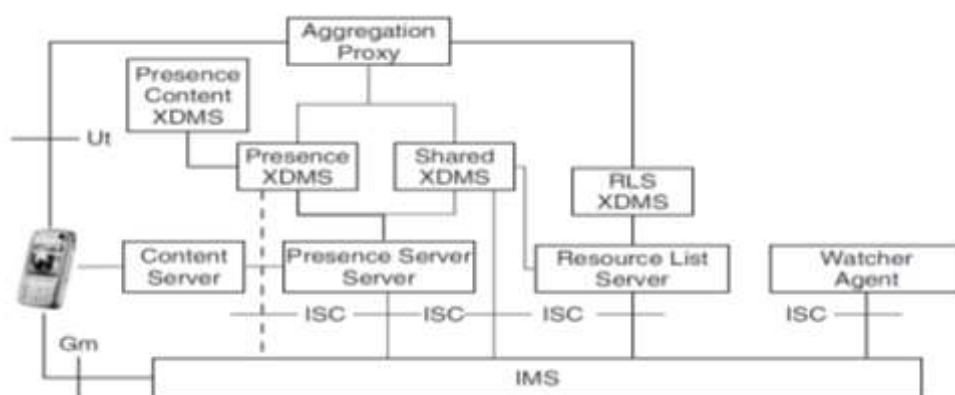 Aggregation
Proxy
Presence
Content
XDMS
Ut
Presence
XDMS
Shared
XDMS
RLS
XDMS
Content
Server
Presence Server
Server
Resource List
Server
Watcher
Agent
ISC
ISC
ISC
ISC
Gm
IMS